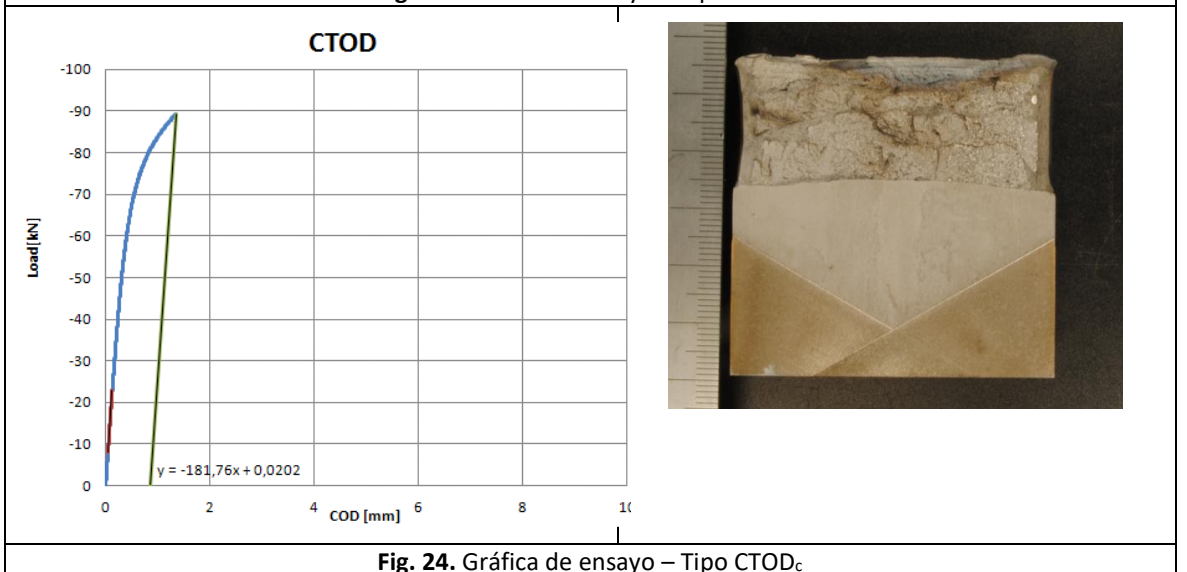 CTOD
-100
-90
-80
-70
-60
-50
-40
-30
-20
-10
0
Load[kN]
y = -181,76x + 0,0202
0 2 4 6 8
COD [mm]
Fig. 24. Gráfica de ensayo – Tipo CTODc